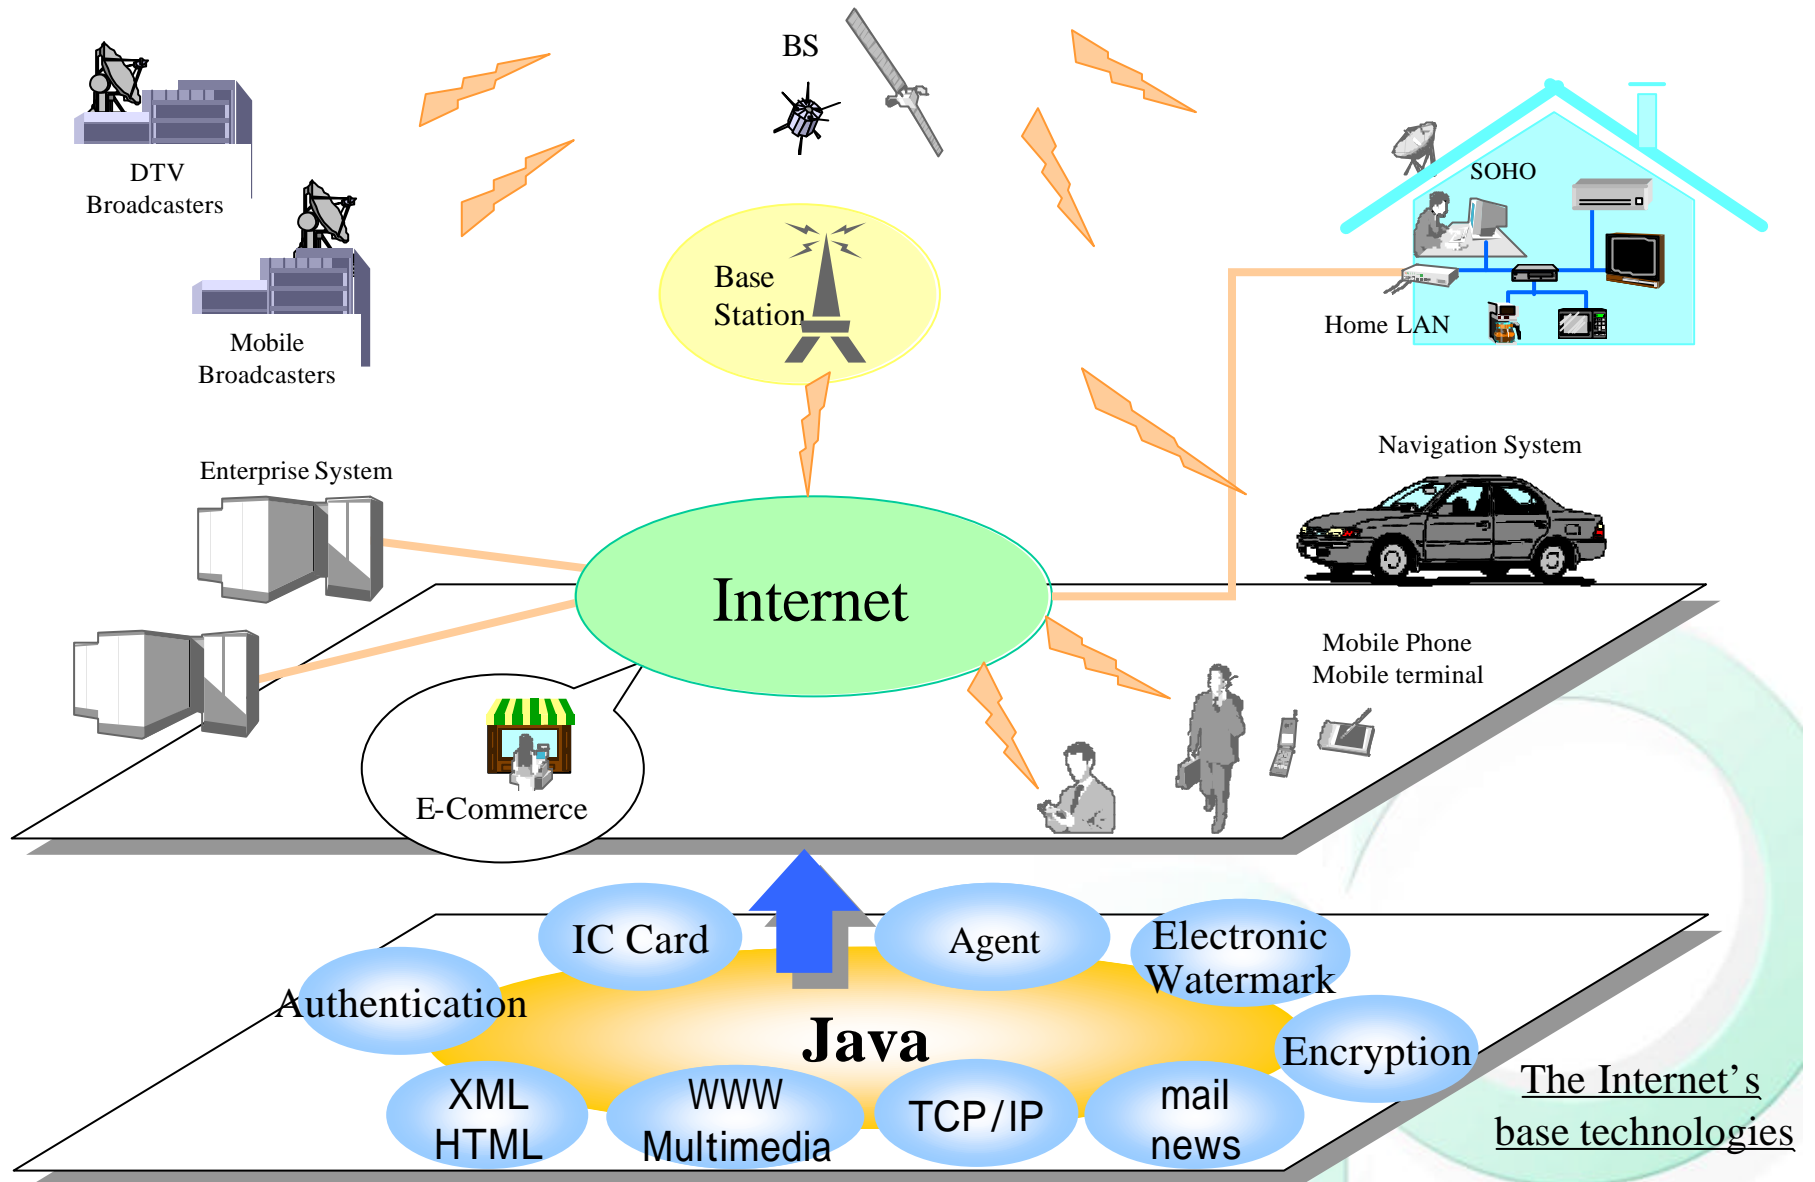 BS
DTV
Broadcasters
SOHO
Base
Station
Home LAN
Mobile
Broadcasters
Navigation System
Enterprise System
Internet
Mobile Phone
Mobile terminal
E-Commerce
IC Card
Agent
Electronic
Watermark
Authentication
Java
Encryption
XML
HTML
WWW
Multimedia
TCP/IP
mail
news
The Internet's
base technologies